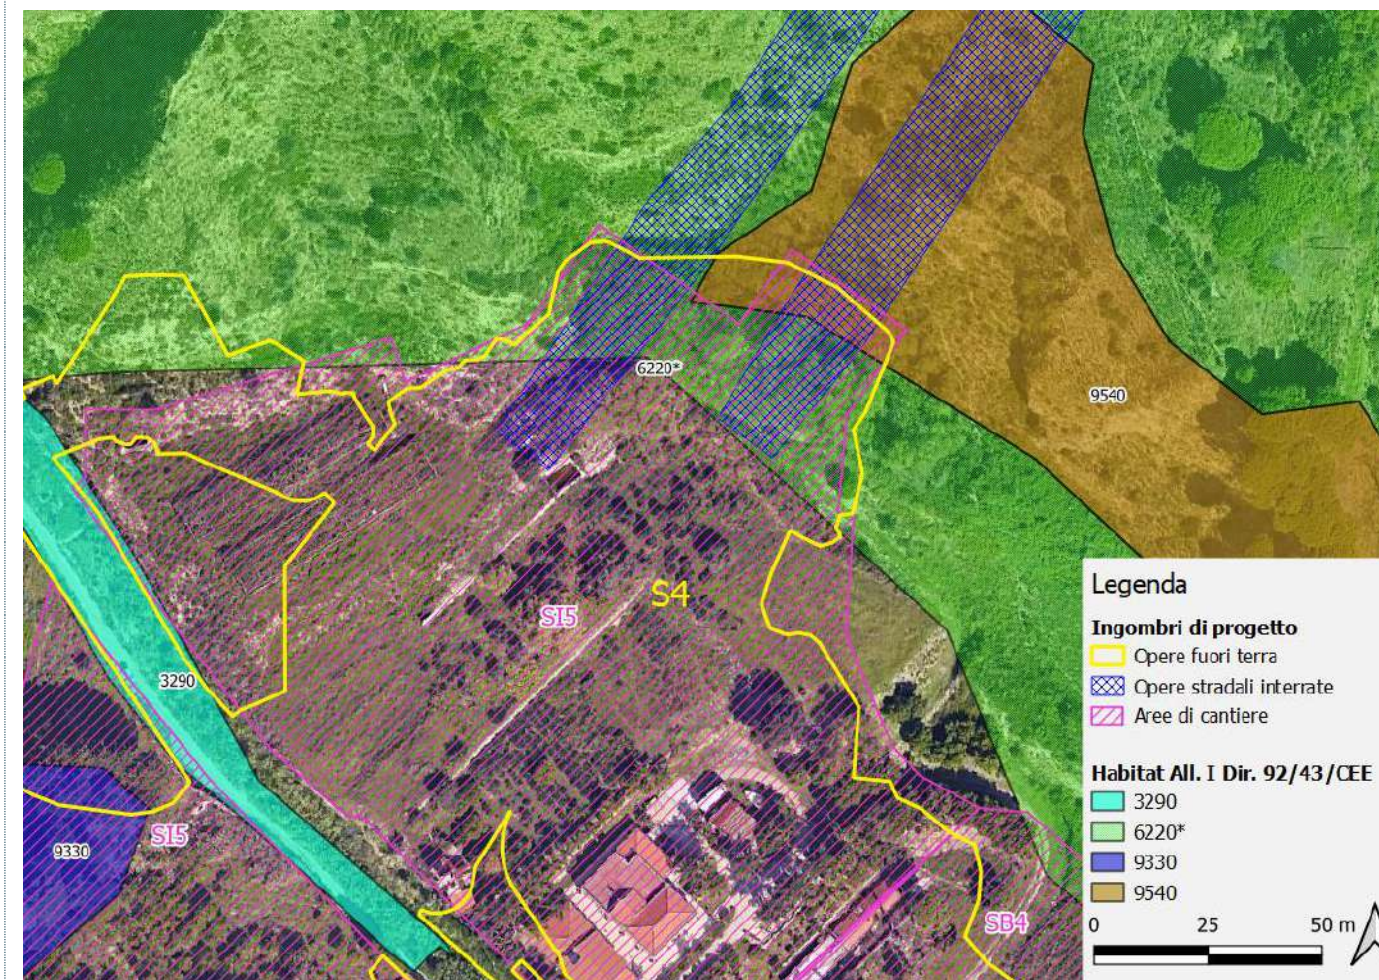 6220*
9540
S4
SI5
3290
SI5
9330
SB4
Legenda
Ingombri di progetto
Opere fuori terra
Opere stradali interrate
Aree di cantiere
Habitat All. I Dir. 92/43/CEE
3290
6220*
9330
9540
0 25 50 m